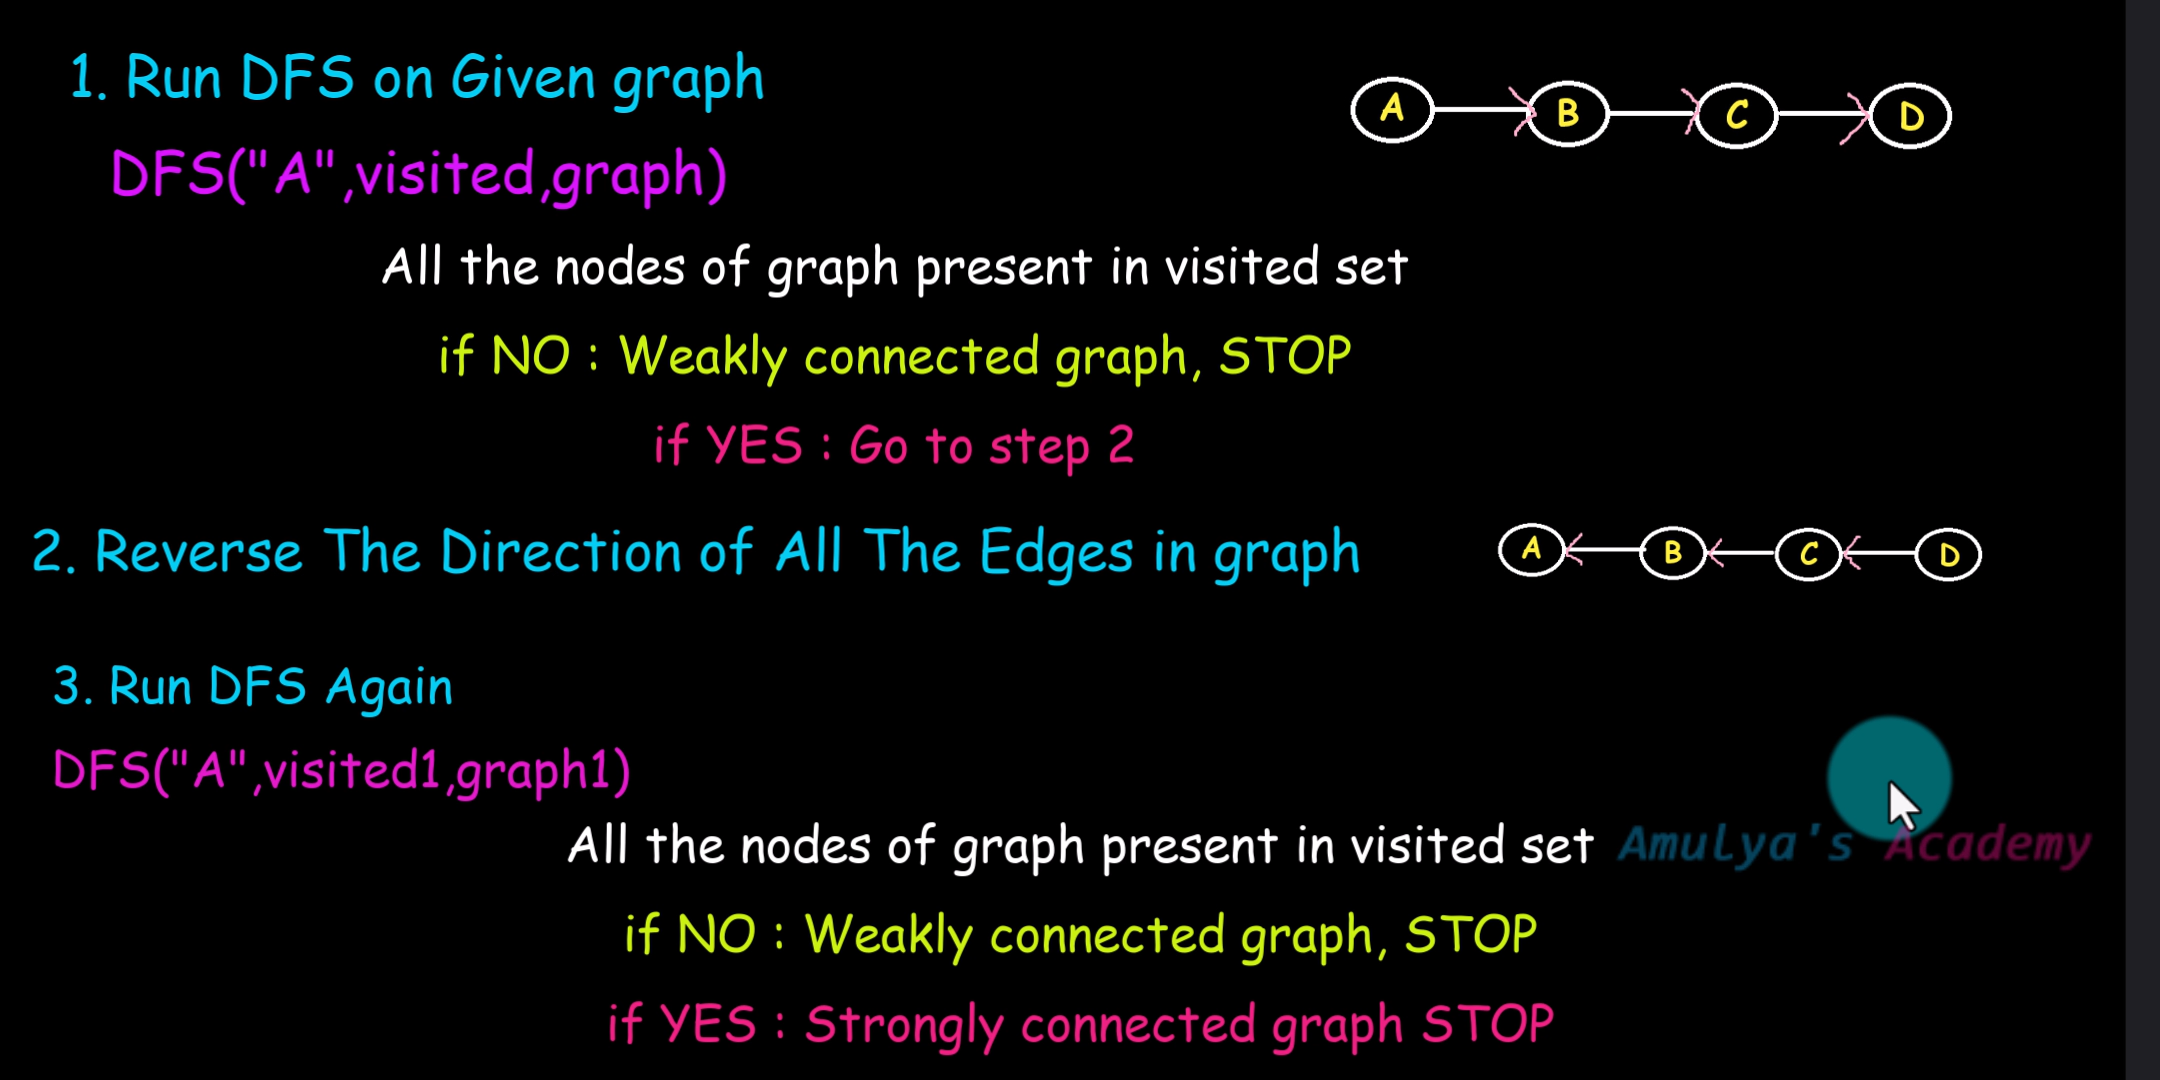 1. Run DFS on Given graph
A B C D
DFS("A",visited,graph)
All the nodes of graph present in visited set
if NO : Weakly connected graph, STOP
if YES : Go to step 2
2. Reverse The Direction of All The Edges in graph
A B C D
3. Run DFS Again
DFS("A",visited1,graph1)
All the nodes of graph present in visited set
Amulya's Academy
if NO : Weakly connected graph, STOP
if YES : Strongly connected graph STOP